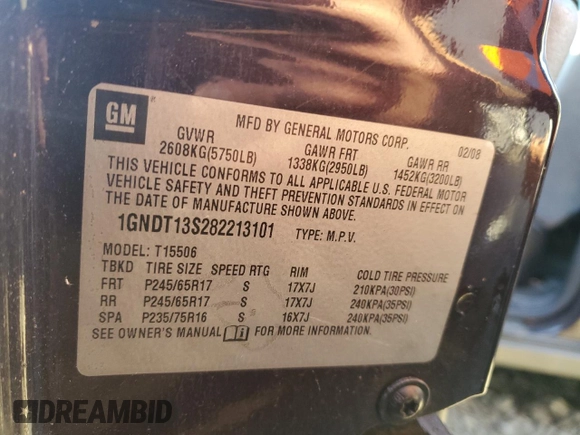 GM
MFD BY GENERAL MOTORS CORP. 02/08
GVWR GAWR FRT GAWR RR
2608KG(5750LB) 1338KG(2950LB) 1452KG(3200LB)
THIS VEHICLE CONFORMS TO ALL APPLICABLE U.S. FEDERAL MOTOR
VEHICLE SAFETY AND THEFT PREVENTION STANDARDS IN EFFECT ON
THE DATE OF MANUFACTURE SHOWN ABOVE.
1GNDT13S282213101 TYPE: M.P.V.
MODEL: T15506
TBKD TIRE SIZE SPEED RTG RIM COLD TIRE PRESSURE
FRT P245/65R17 S 17X7J 210KPA(30PSI)
RR P245/65R17 S 17X7J 240KPA(35PSI)
SPA P235/75R16 S 16X7J 240KPA(35PSI)
SEE OWNER'S MANUAL FOR MORE INFORMATION.
DREAMBID